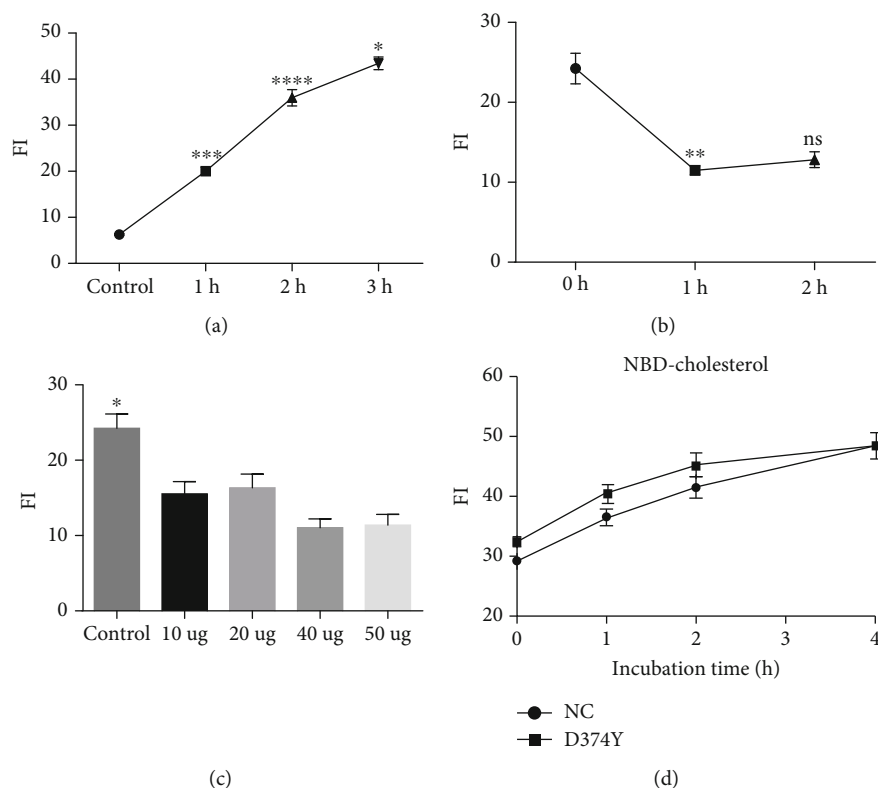 50
40
30
20
10
0
FI
*
****
***
Control
1 h
2 h
3 h
(a)
30
20
10
0
FI
**
ns
0 h
1 h
2 h
(b)
30
20
10
0
FI
*
Control
10 ug
20 ug
40 ug
50 ug
(c)
NBD-cholesterol
60
50
40
30
20
FI
0
1
2
3
4
Incubation time (h)
NC
D374Y
(d)